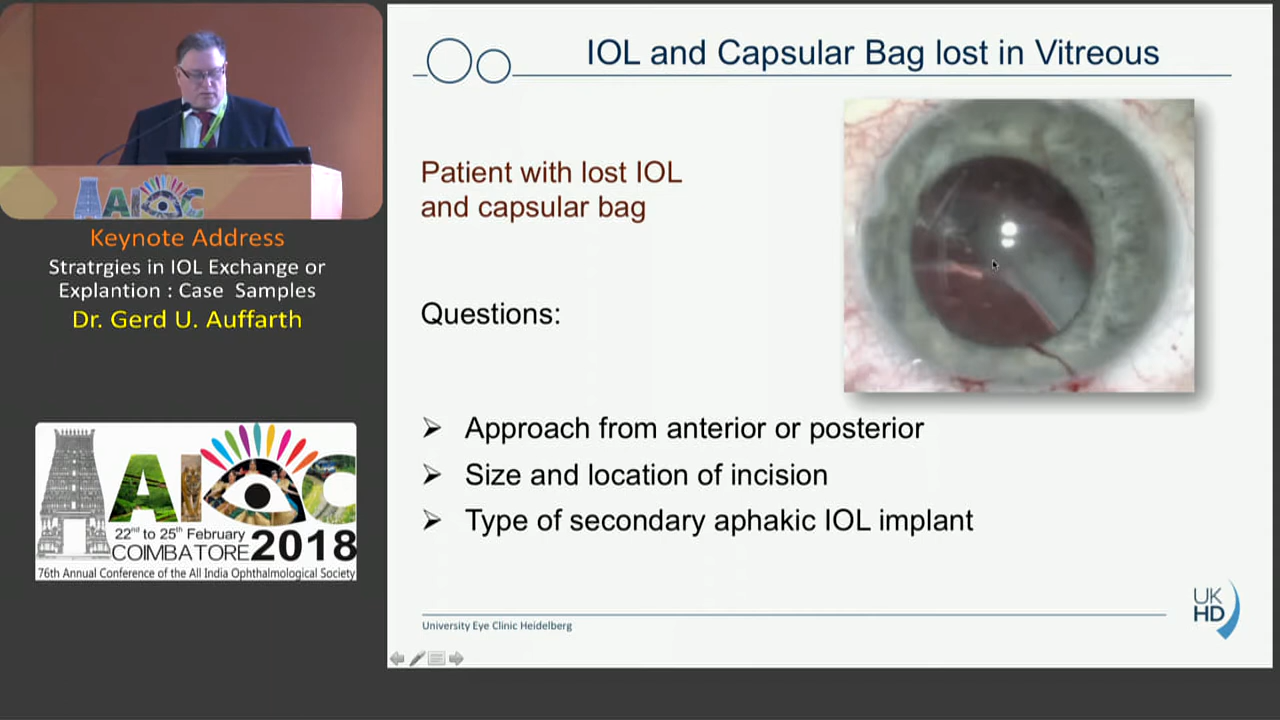 AIOC
Keynote Address
Stratrgies in IOL Exchange or
Explantion : Case Samples
Dr. Gerd U. Auffarth
AIOC
22nd to 25th February
COIMBATORE 2018
76th Annual Conference of the All India Ophthalmological Society
IOL and Capsular Bag lost in Vitreous
Patient with lost IOL
and capsular bag
Questions:
➢ Approach from anterior or posterior
➢ Size and location of incision
➢ Type of secondary aphakic IOL implant
University Eye Clinic Heidelberg
UK
HD